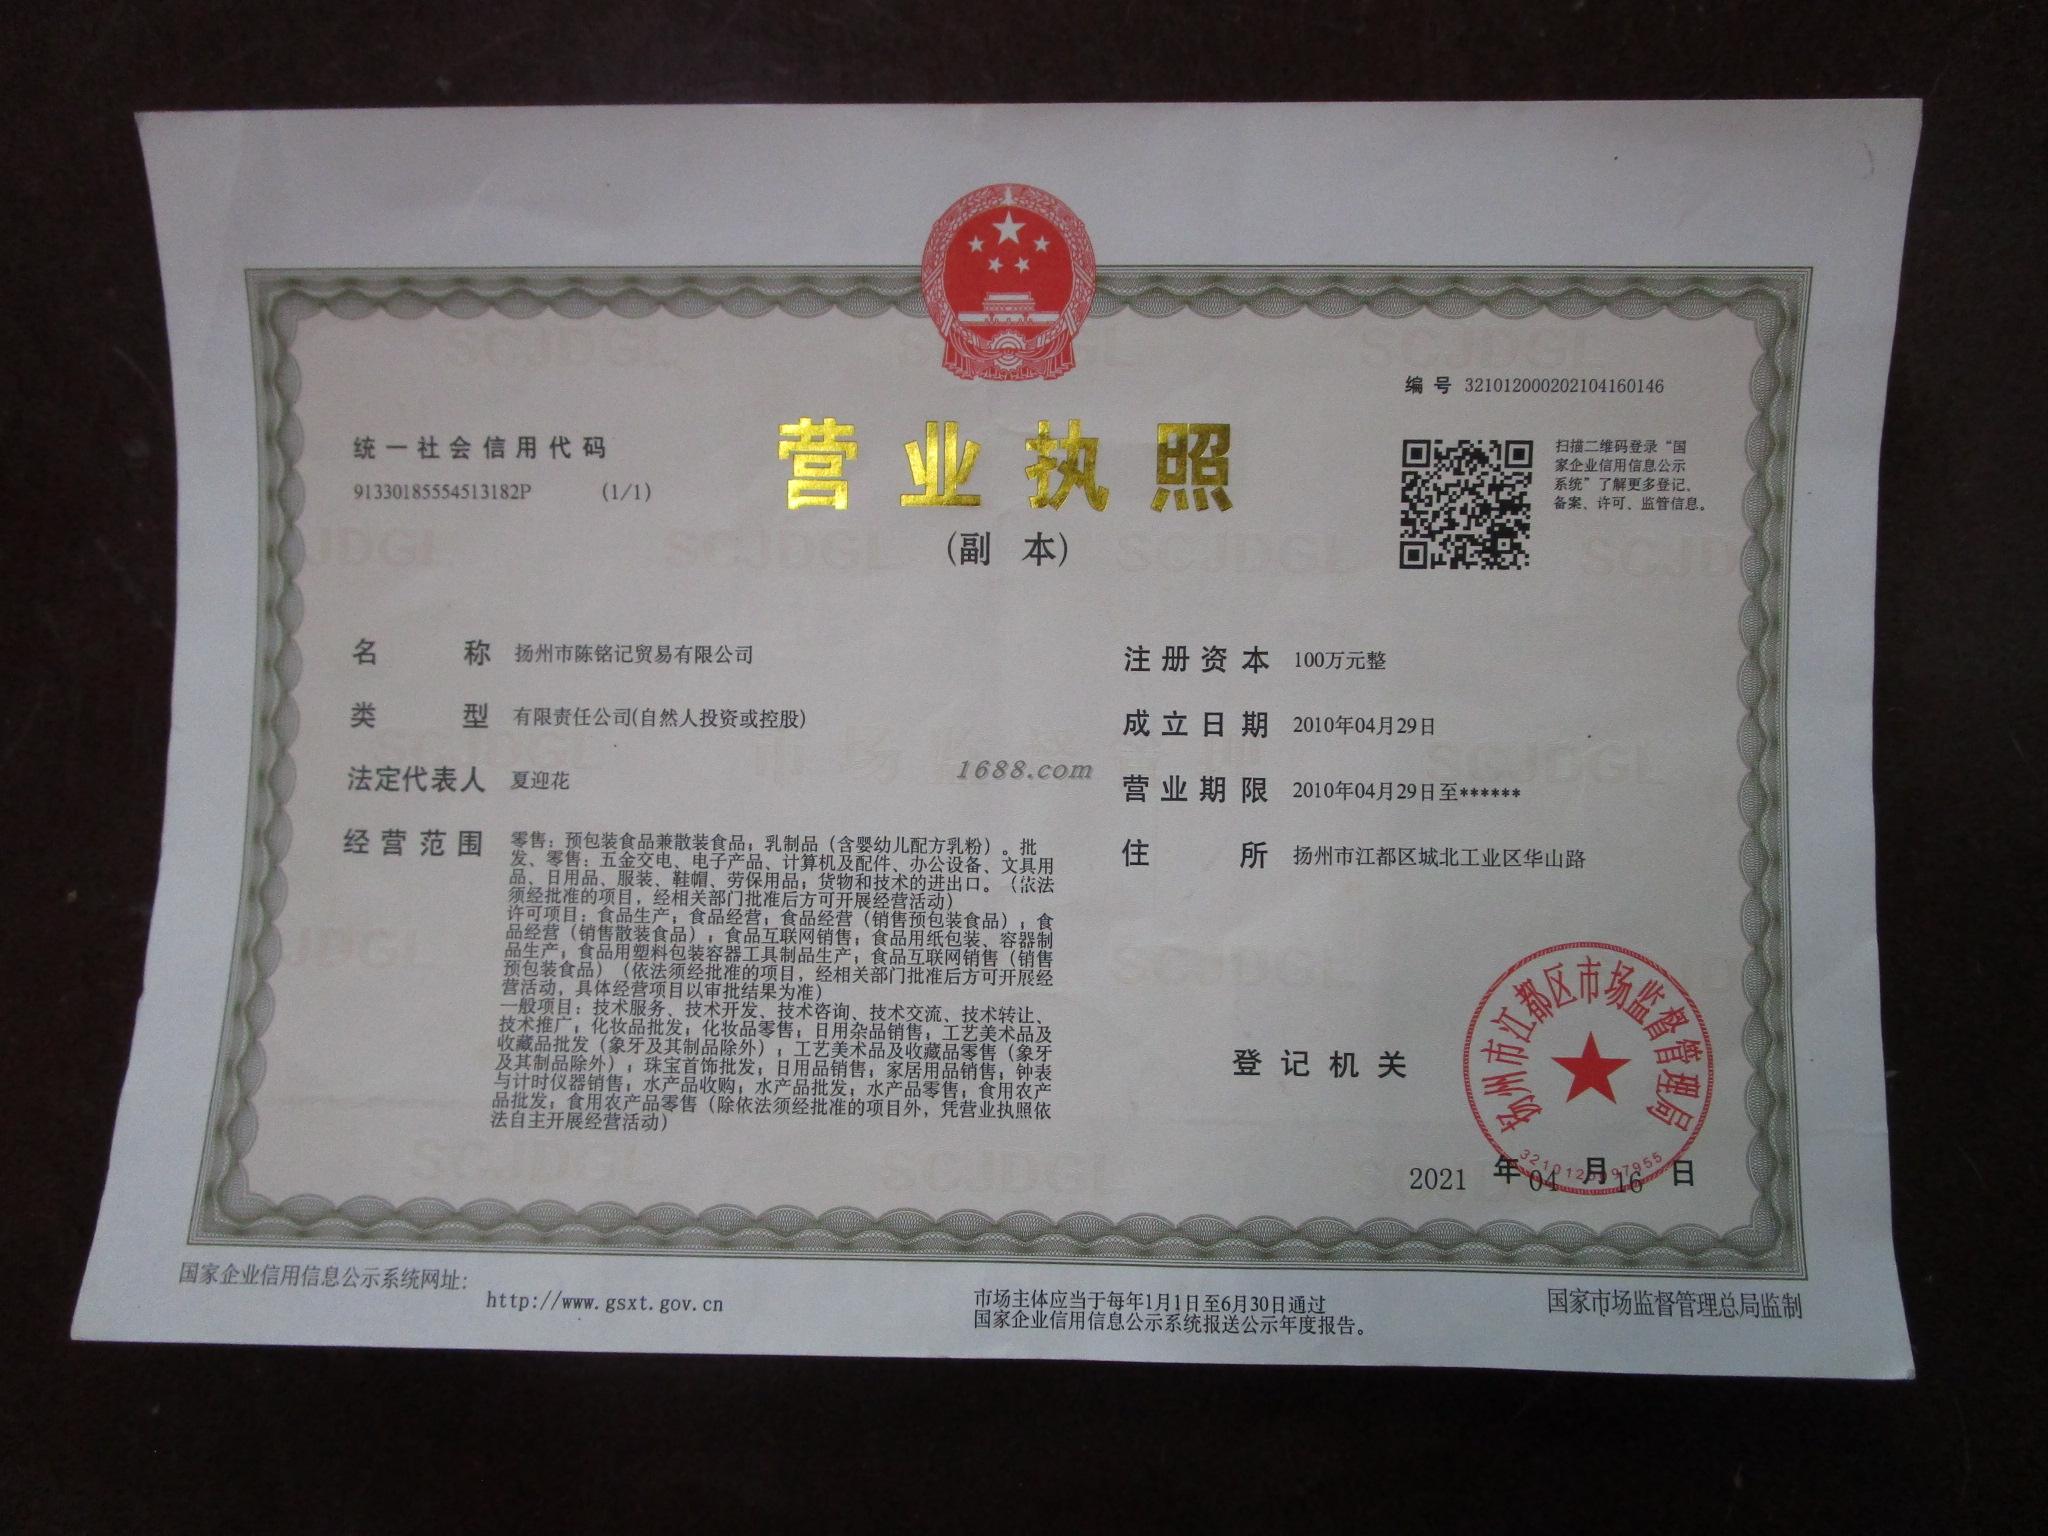 编号 321012000202104160146
统一社会信用代码
91330185554513182P (1/1)
营业执照
(副本)
扫描二维码登录“国
家企业信用信息公示
系统”了解更多登记、
备案、许可、监管信息。
名称 扬州市陈铭记贸易有限公司
类型 有限责任公司(自然人投资或控股)
法定代表人 夏迎花
经营范围 零售：预包装食品兼散装食品；乳制品（含婴幼儿配方乳粉）。批
发、零售：五金交电、电子产品、计算机及配件、办公设备、文具用
品、日用品、服装、鞋帽、劳保用品；货物和技术的进出口。（依法
须经批准的项目，经相关部门批准后方可开展经营活动）
许可项目：食品生产；食品经营；食品经营（销售预包装食品）；食
品经营（销售散装食品）；食品互联网销售；食品用纸包装、容器制
品生产；食品用塑料包装容器工具制品生产；食品互联网销售（销售
预包装食品）（依法须经批准的项目，经相关部门批准后方可开展经
营活动，具体经营项目以审批结果为准）
一般项目：技术服务、技术开发、技术咨询、技术交流、技术转让、
技术推广；化妆品批发；化妆品零售；日用杂品销售；工艺美术品及
收藏品批发（象牙及其制品除外）；工艺美术品及收藏品零售（象牙
及其制品除外）；珠宝首饰批发；日用品销售；家居用品销售；钟表
与计时仪器销售；水产品收购；水产品批发；水产品零售；食用农产
品批发；食用农产品零售（除依法须经批准的项目外，凭营业执照依
法自主开展经营活动）
注册资本 100万元整
成立日期 2010年04月29日
营业期限 2010年04月29日至******
住所 扬州市江都区城北工业区华山路
1688.com
登记机关
扬州市江都区市场监督管理局
2021年04月16日
国家企业信用信息公示系统网址：
http://www.gsxt.gov.cn
市场主体应当于每年1月1日至6月30日通过
国家企业信用信息公示系统报送公示年度报告。
国家市场监督管理总局监制
SCJDGL